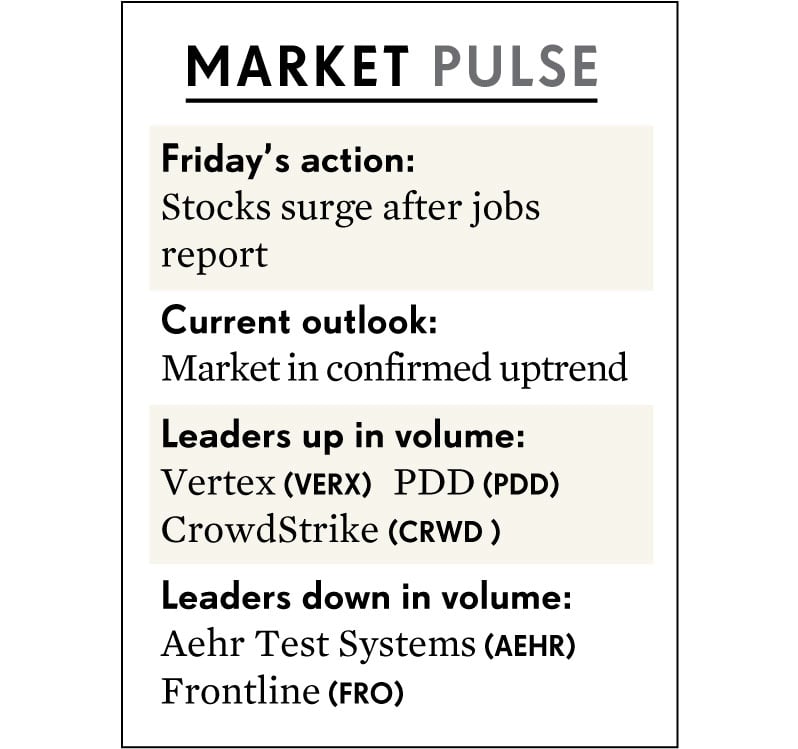 MARKET PULSE
Friday’s action:
Stocks surge after jobs
report
Current outlook:
Market in confirmed uptrend
Leaders up in volume:
Vertex (VERX) PDD (PDD)
CrowdStrike (CRWD )
Leaders down in volume:
Aehr Test Systems (AEHR)
Frontline (FRO)